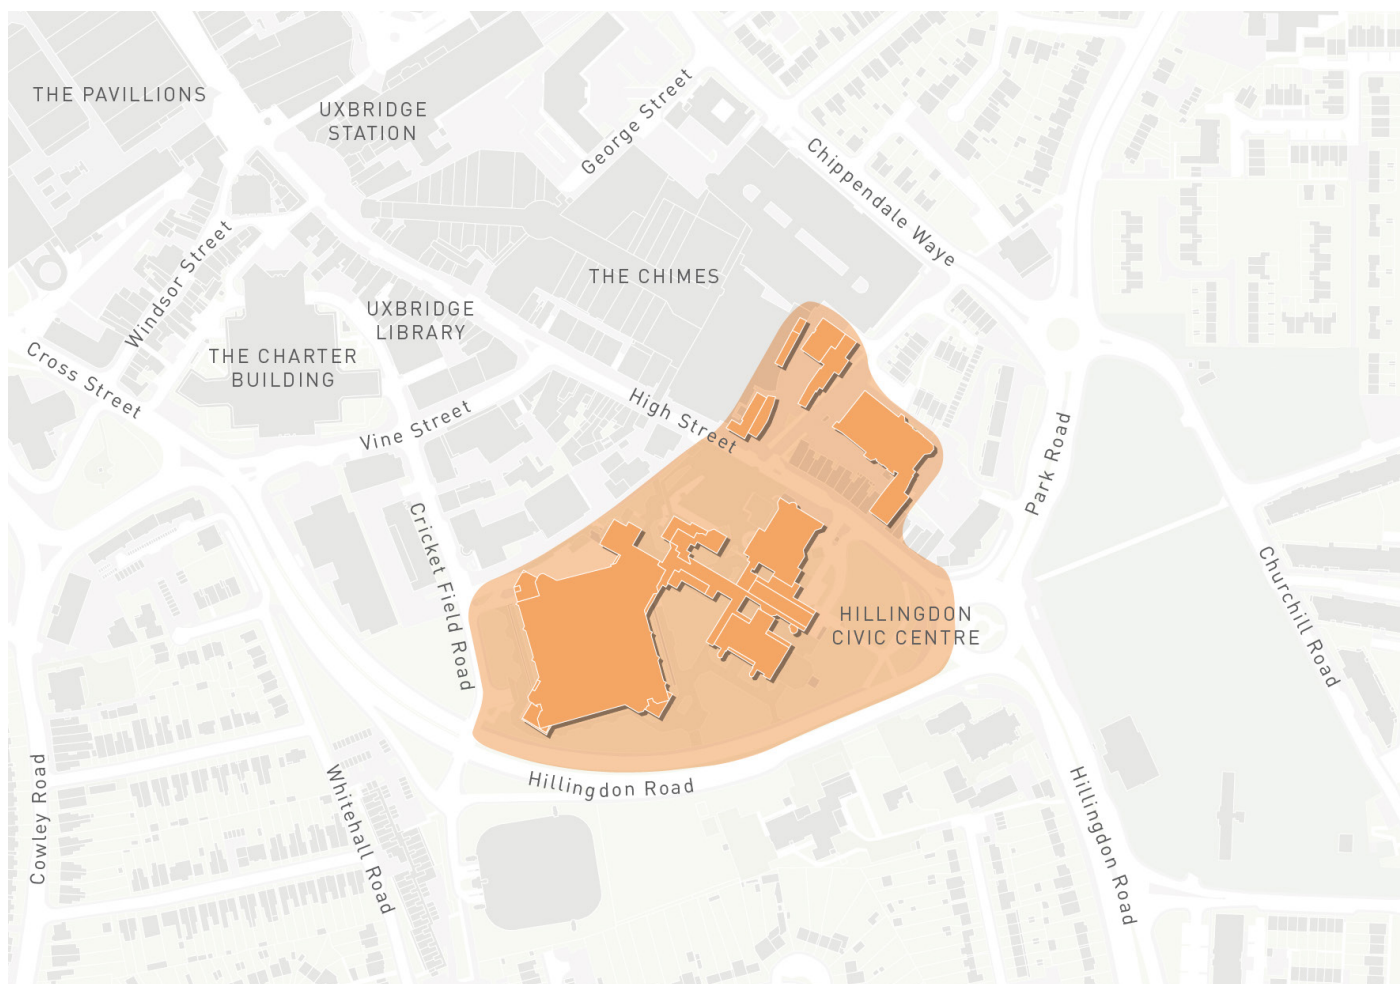 THE PAVILLIONS
UXBRIDGE
STATION
George Street
Chippendale Waye
Windsor Street
THE CHIMES
UXBRIDGE
LIBRARY
THE CHARTER
BUILDING
Cross Street
Vine Street
High Street
Park Road
Cricket Field Road
HILLINGDON
CIVIC CENTRE
Churchill Road
Hillingdon Road
Cowley Road
Whitehall Road
Hillingdon Road